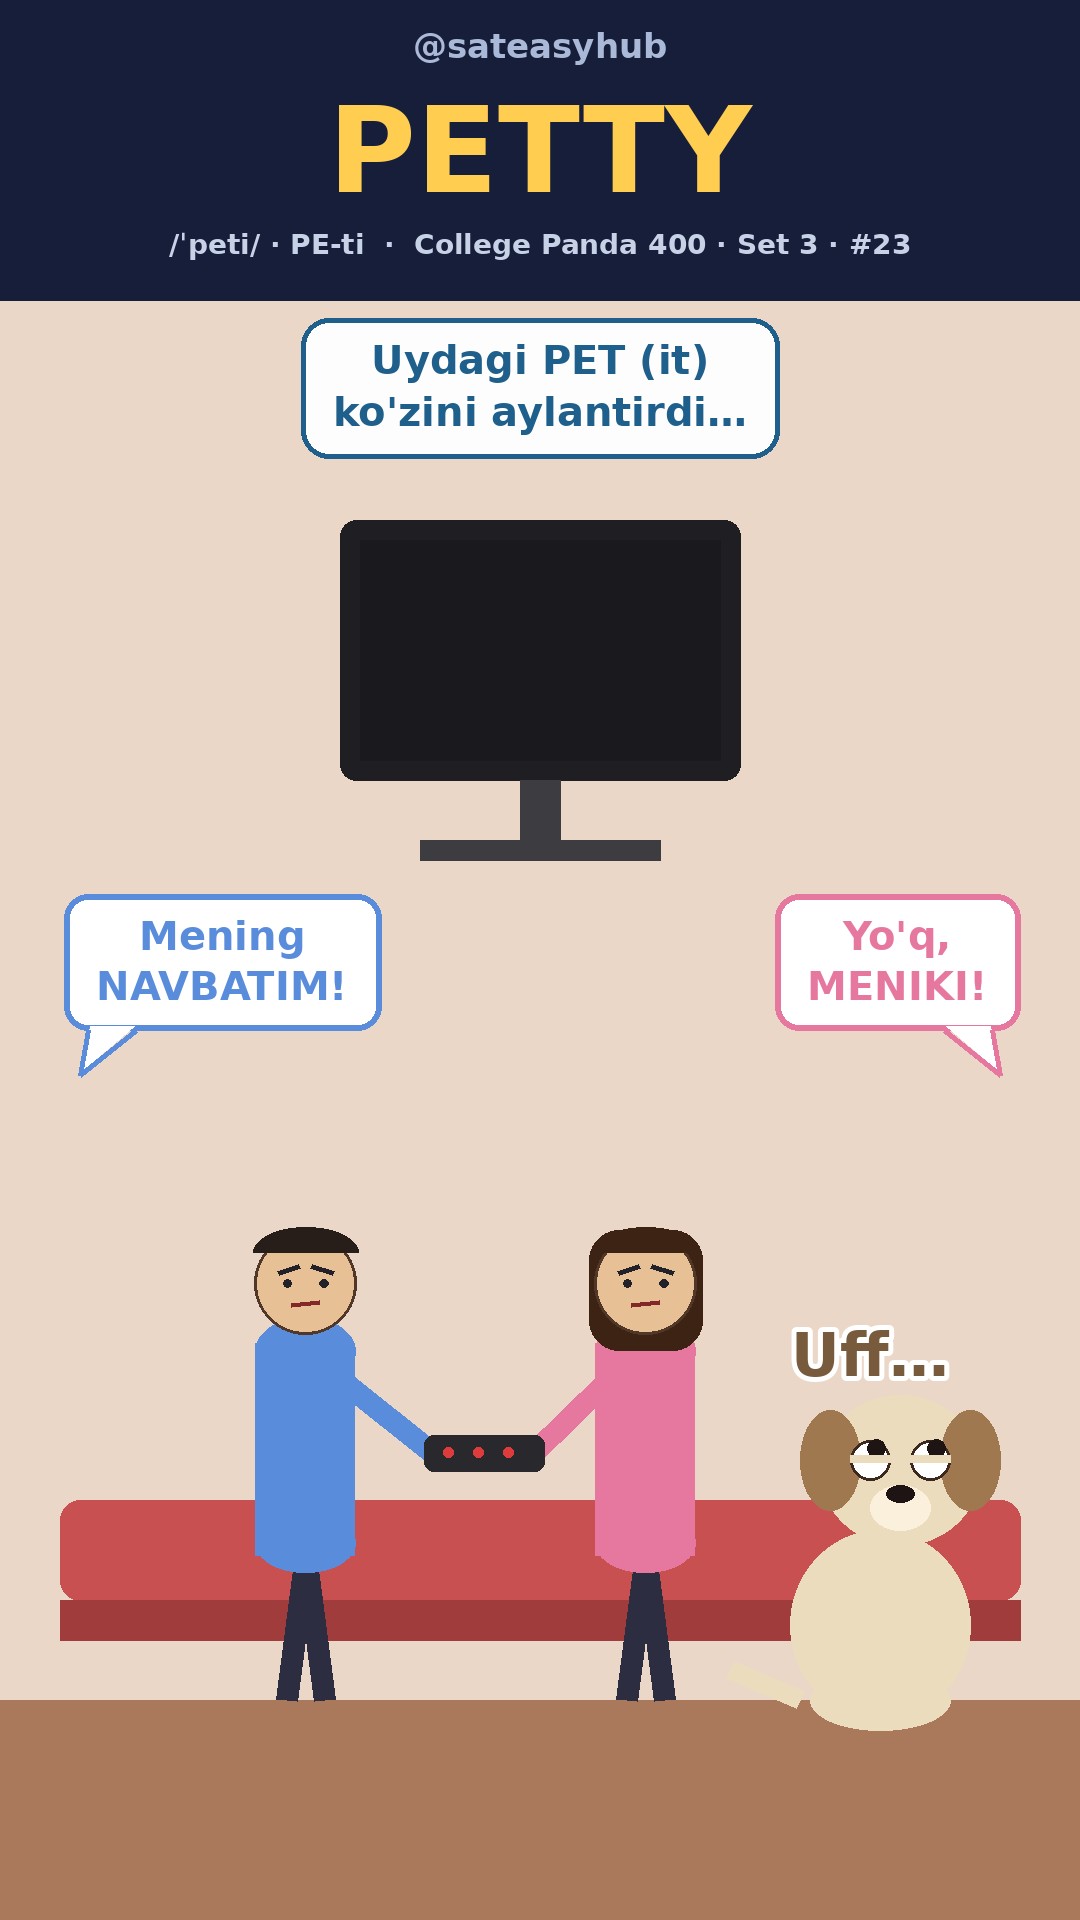 @sateasyhub
PETTY
/ˈpeti/ · PE-ti · College Panda 400 · Set 3 · #23
Uydagi PET (it)
ko'zini aylantirdi…
Mening
NAVBATIM!
Yo'q,
MENIKI!
Uff…